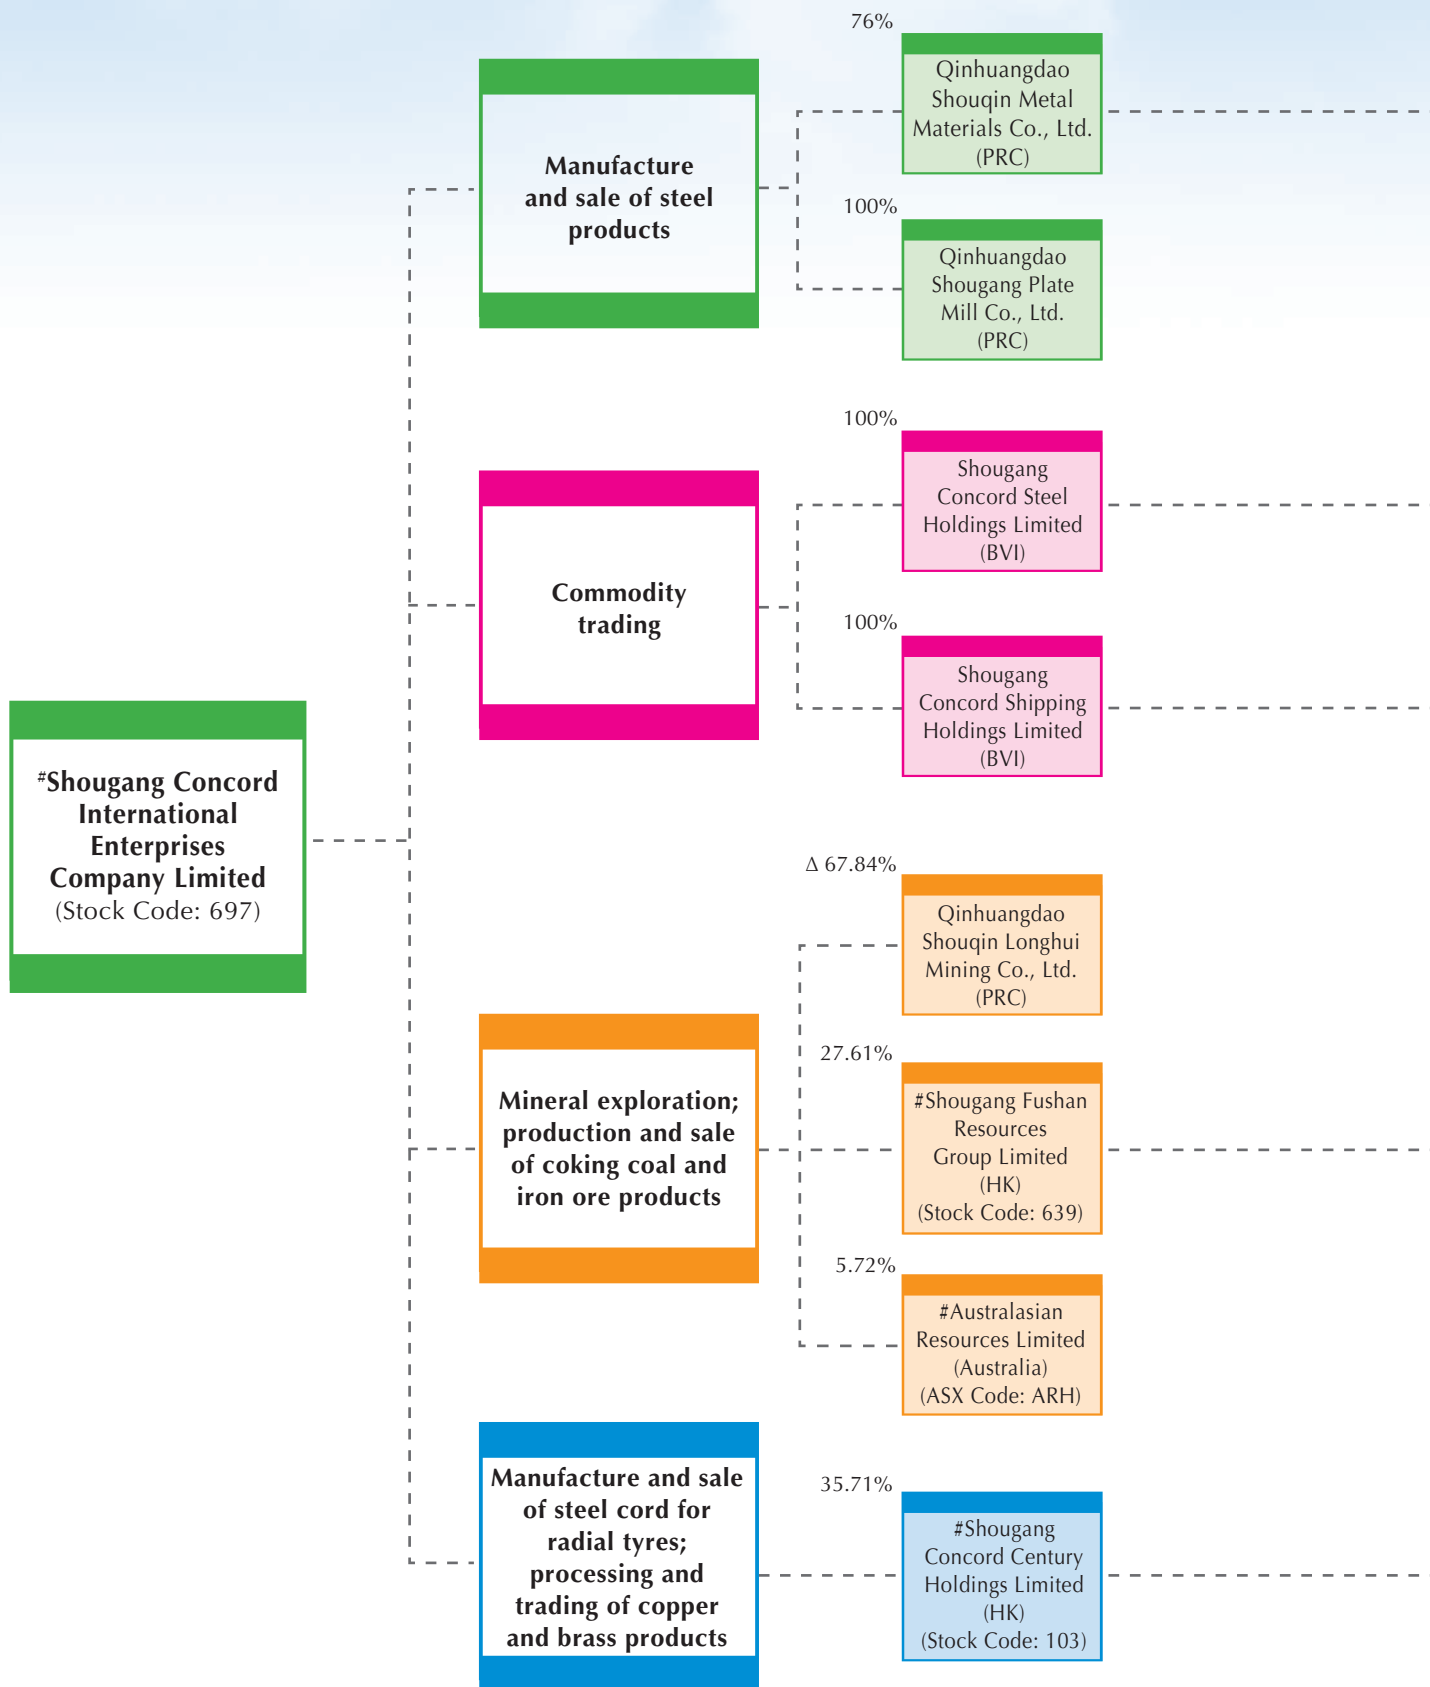 #Shougang Concord
International
Enterprises
Company Limited
(Stock Code: 697)
Manufacture
and sale of steel
products
76%
Qinhuangdao
Shouqin Metal
Materials Co., Ltd.
(PRC)
100%
Qinhuangdao
Shougang Plate
Mill Co., Ltd.
(PRC)
Commodity
trading
100%
Shougang
Concord Steel
Holdings Limited
(BVI)
100%
Shougang
Concord Shipping
Holdings Limited
(BVI)
Mineral exploration;
production and sale
of coking coal and
iron ore products
Δ 67.84%
Qinhuangdao
Shouqin Longhui
Mining Co., Ltd.
(PRC)
27.61%
#Shougang Fushan
Resources
Group Limited
(HK)
(Stock Code: 639)
5.72%
#Australasian
Resources Limited
(Australia)
(ASX Code: ARH)
Manufacture and sale
of steel cord for
radial tyres;
processing and
trading of copper
and brass products
35.71%
#Shougang
Concord Century
Holdings Limited
(HK)
(Stock Code: 103)